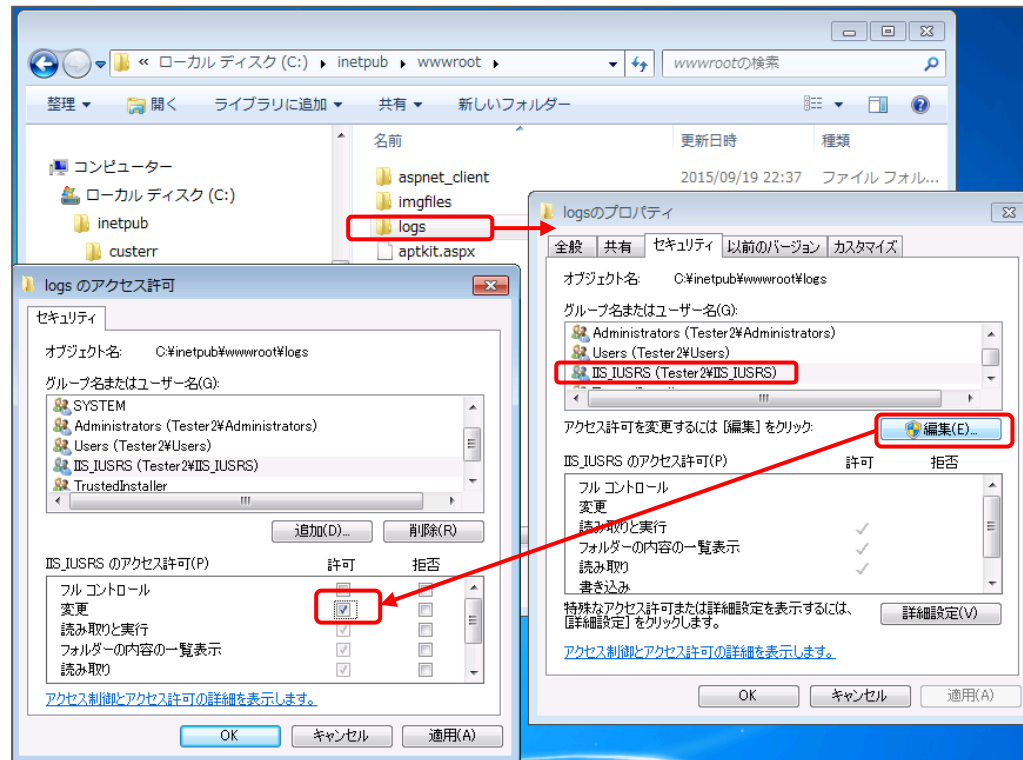 « ローカル ディスク (C:) ▸ inetpub ▸ wwwroot ▸
wwwrootの検索
整理 ▼ 開く ライブラリに追加 ▼ 共有 ▼ 新しいフォルダー
名前 更新日時 種類
コンピューター
ローカル ディスク (C:)
inetpub
custerr
aspnet_client 2015/09/19 22:37 ファイル フォル...
imgfiles
logs
aptkit.aspx
logsのプロパティ
全般 共有 セキュリティ 以前のバージョン カスタマイズ
オブジェクト名: C:¥inetpub¥wwwroot¥logs
グループ名またはユーザー名(G):
Administrators (Tester2¥Administrators)
Users (Tester2¥Users)
IIS_IUSRS (Tester2¥IIS_IUSRS)
アクセス許可を変更するには [編集] をクリック:
編集(E)...
IIS_IUSRS のアクセス許可(P) 許可 拒否
フル コントロール
変更
読み取りと実行
フォルダーの内容の一覧表示
読み取り
書き込み
特殊なアクセス許可または詳細設定を表示するには、
[詳細設定] をクリックします。
詳細設定(V)
アクセス制御とアクセス許可の詳細を表示します。
OK キャンセル 適用(A)
logs のアクセス許可
セキュリティ
オブジェクト名: C:¥inetpub¥wwwroot¥logs
グループ名またはユーザー名(G):
SYSTEM
Administrators (Tester2¥Administrators)
Users (Tester2¥Users)
IIS_IUSRS (Tester2¥IIS_IUSRS)
TrustedInstaller
追加(D)... 削除(R)
IIS_IUSRS のアクセス許可(P) 許可 拒否
フル コントロール
変更
読み取りと実行
フォルダーの内容の一覧表示
読み取り
アクセス制御とアクセス許可の詳細を表示します。
OK キャンセル 適用(A)